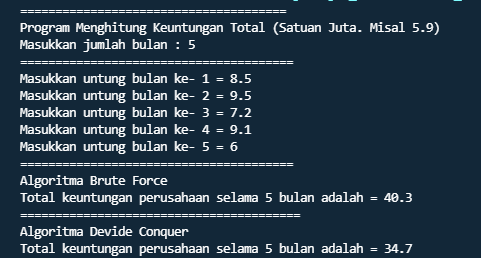 ======================================
Program Menghitung Keuntungan Total (Satuan Juta. Misal 5.9)
Masukkan jumlah bulan : 5
=======================================
Masukkan untung bulan ke- 1 = 8.5
Masukkan untung bulan ke- 2 = 9.5
Masukkan untung bulan ke- 3 = 7.2
Masukkan untung bulan ke- 4 = 9.1
Masukkan untung bulan ke- 5 = 6
=======================================
Algoritma Brute Force
Total keuntungan perusahaan selama 5 bulan adalah = 40.3
========================================
Algoritma Devide Conquer
Total keuntungan perusahaan selama 5 bulan adalah = 34.7